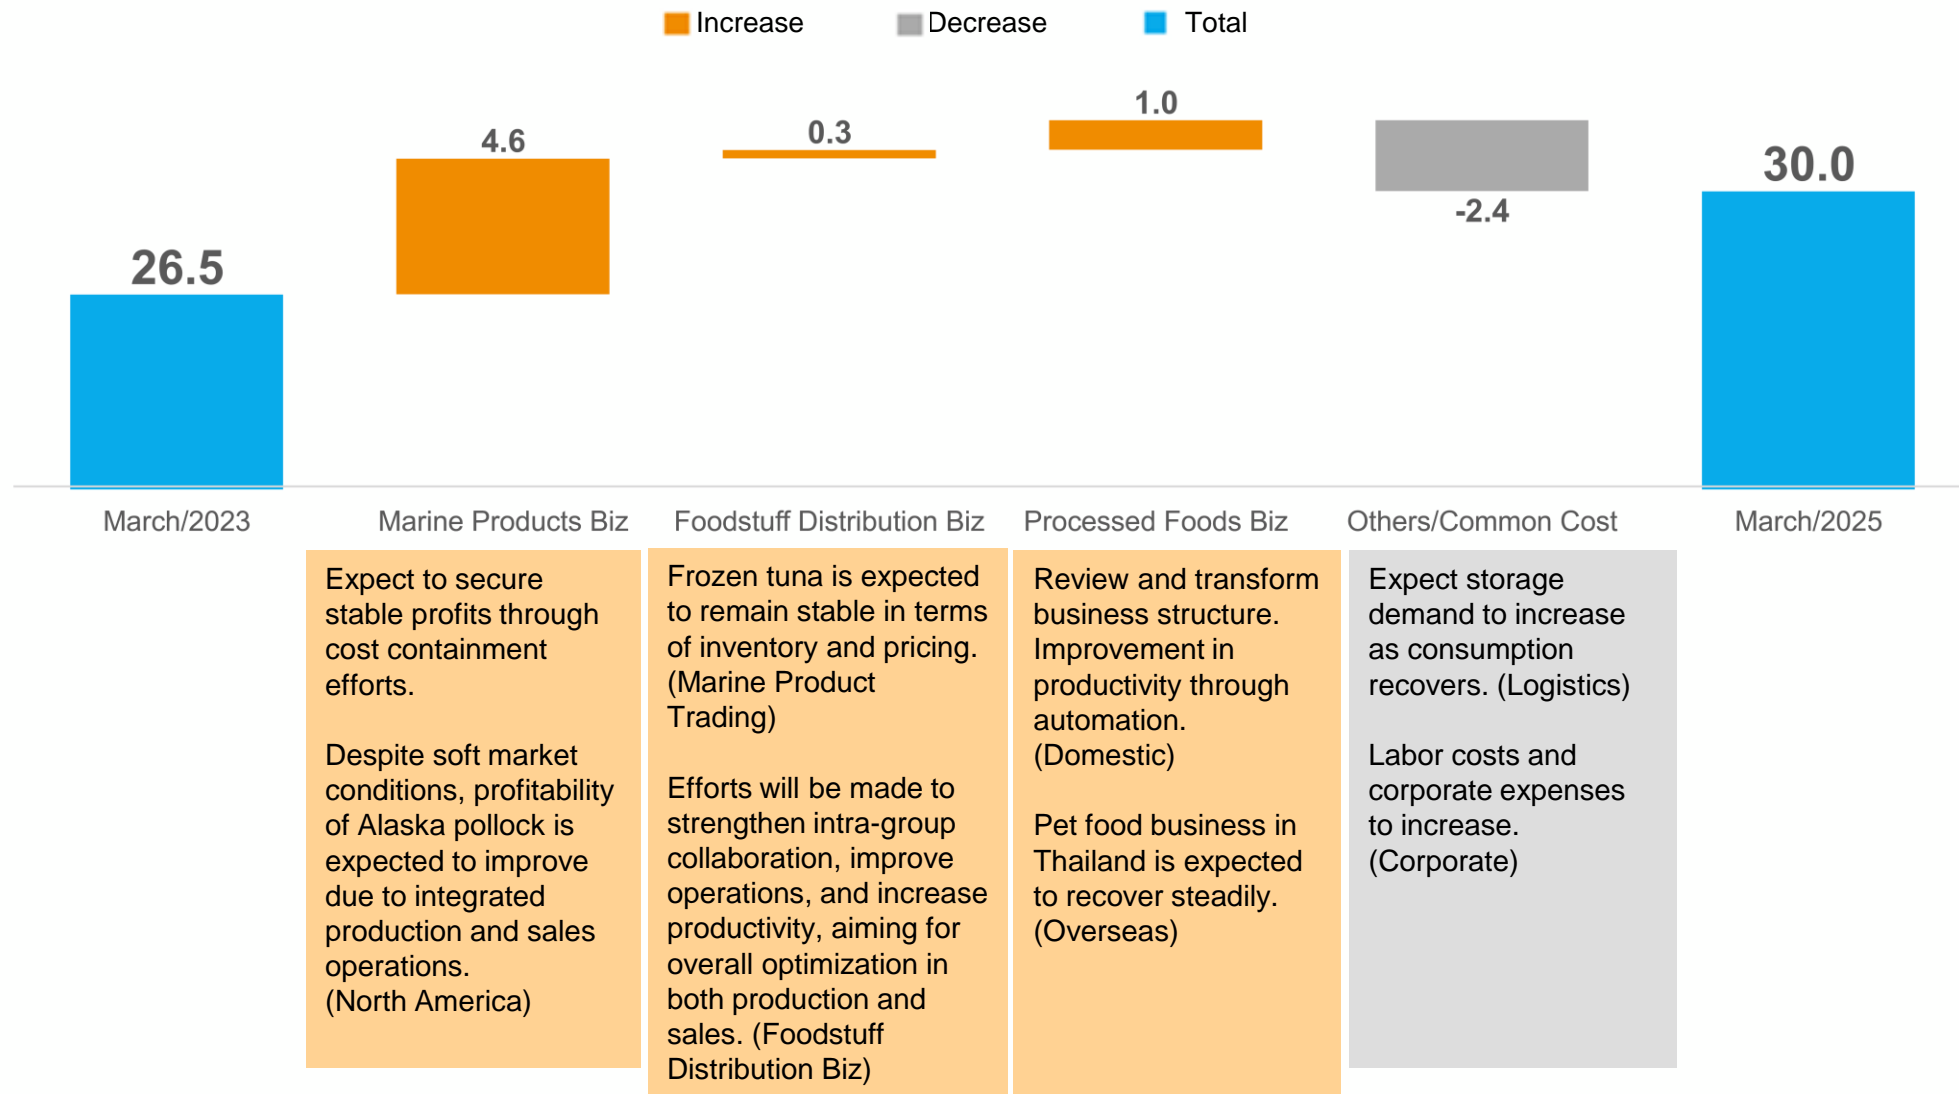 Increase
Decrease
Total
26.5
4.6
0.3
1.0
-2.4
30.0
March/2023
Marine Products Biz
Foodstuff Distribution Biz
Processed Foods Biz
Others/Common Cost
March/2025
Expect to secure
stable profits through
cost containment
efforts.
Despite soft market
conditions, profitability
of Alaska pollock is
expected to improve
due to integrated
production and sales
operations.
(North America)
Frozen tuna is expected
to remain stable in terms
of inventory and pricing.
(Marine Product
Trading)
Efforts will be made to
strengthen intra-group
collaboration, improve
operations, and increase
productivity, aiming for
overall optimization in
both production and
sales. (Foodstuff
Distribution Biz)
Review and transform
business structure.
Improvement in
productivity through
automation.
(Domestic)
Pet food business in
Thailand is expected
to recover steadily.
(Overseas)
Expect storage
demand to increase
as consumption
recovers. (Logistics)
Labor costs and
corporate expenses
to increase.
(Corporate)